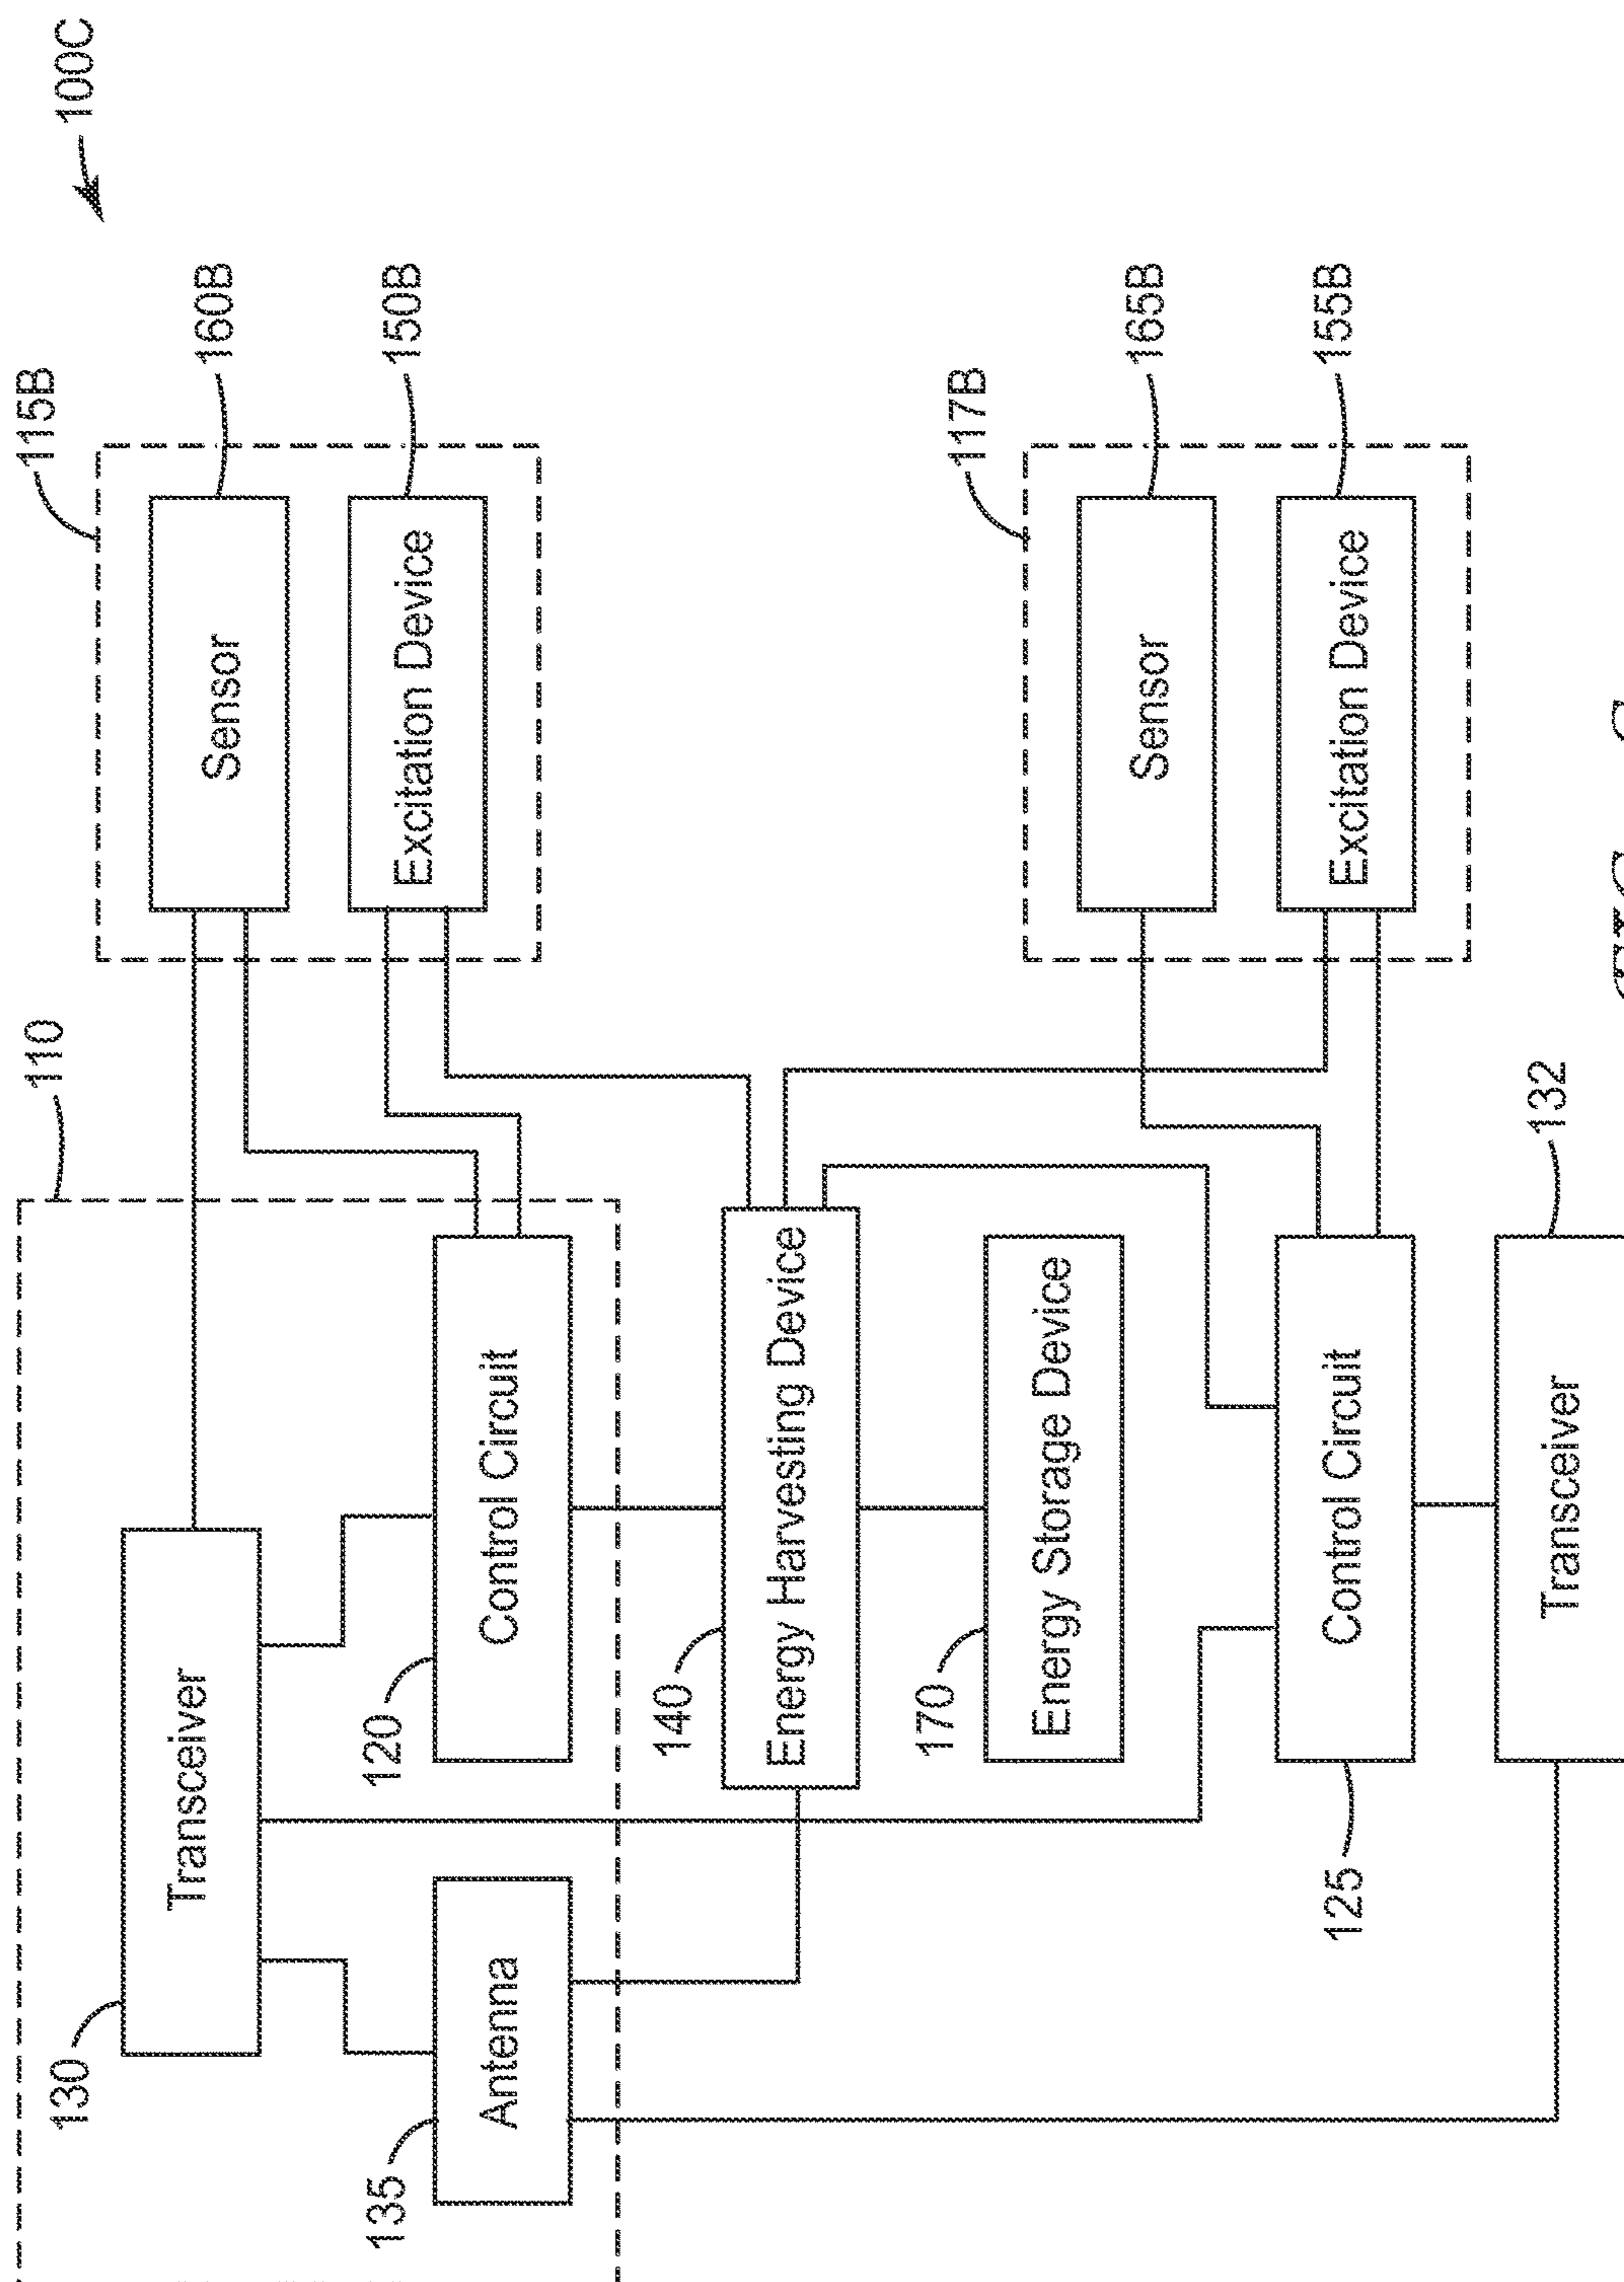 100C
115B
160B
Sensor
150B
Excitation Device
117B
165B
Sensor
155B
Excitation Device
110
130
Transceiver
120
Control Circuit
135
Antenna
140
Energy Harvesting Device
170
Energy Storage Device
125
Control Circuit
132
Transceiver